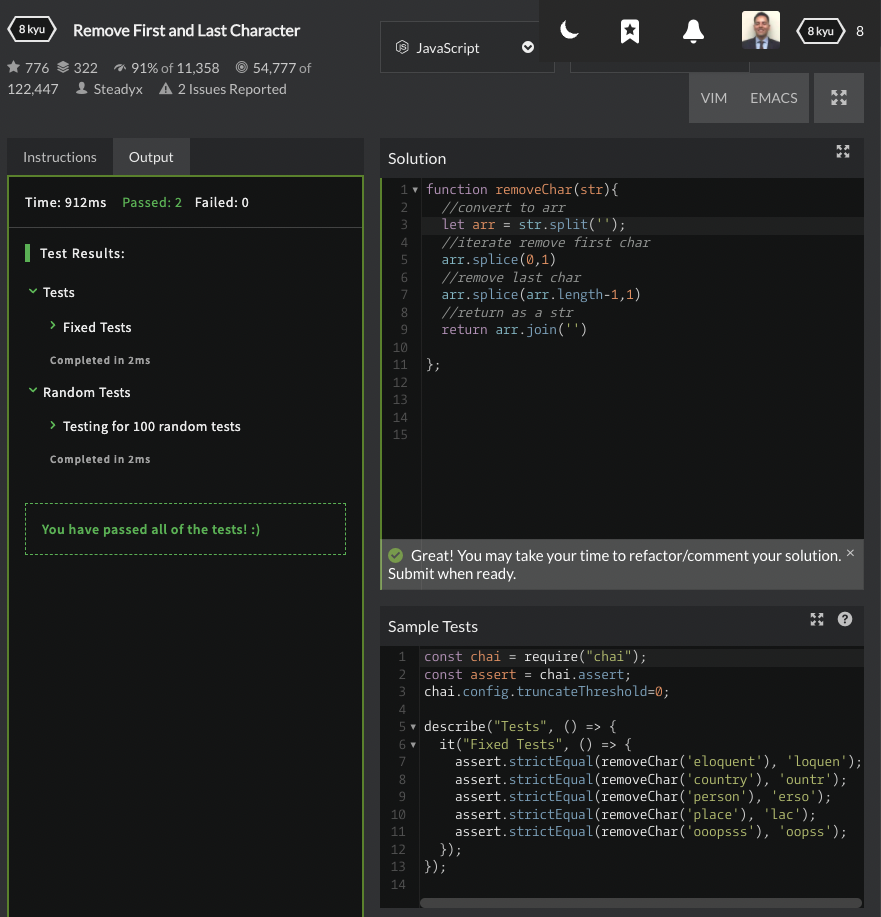 8 kyu Remove First and Last Character
776 322 91% of 11,358 54,777 of
122,447 Steadyx 2 Issues Reported
JavaScript
8 kyu 8
VIM EMACS
Instructions Output
Time: 912ms Passed: 2 Failed: 0
Test Results:
Tests
Fixed Tests
Completed in 2ms
Random Tests
Testing for 100 random tests
Completed in 2ms
You have passed all of the tests! :)
Solution
1 function removeChar(str){
2 //convert to arr
3 let arr = str.split('');
4 //iterate remove first char
5 arr.splice(0,1)
6 //remove last char
7 arr.splice(arr.length-1,1)
8 //return as a str
9 return arr.join('')
10
11 };
12
13
14
15
Great! You may take your time to refactor/comment your solution. ×
Submit when ready.
Sample Tests ?
1 const chai = require("chai");
2 const assert = chai.assert;
3 chai.config.truncateThreshold=0;
4
5 describe("Tests", () => {
6 it("Fixed Tests", () => {
7 assert.strictEqual(removeChar('eloquent'), 'loquen');
8 assert.strictEqual(removeChar('country'), 'ountr');
9 assert.strictEqual(removeChar('person'), 'erso');
10 assert.strictEqual(removeChar('place'), 'lac');
11 assert.strictEqual(removeChar('ooopsss'), 'oopss');
12 });
13 });
14